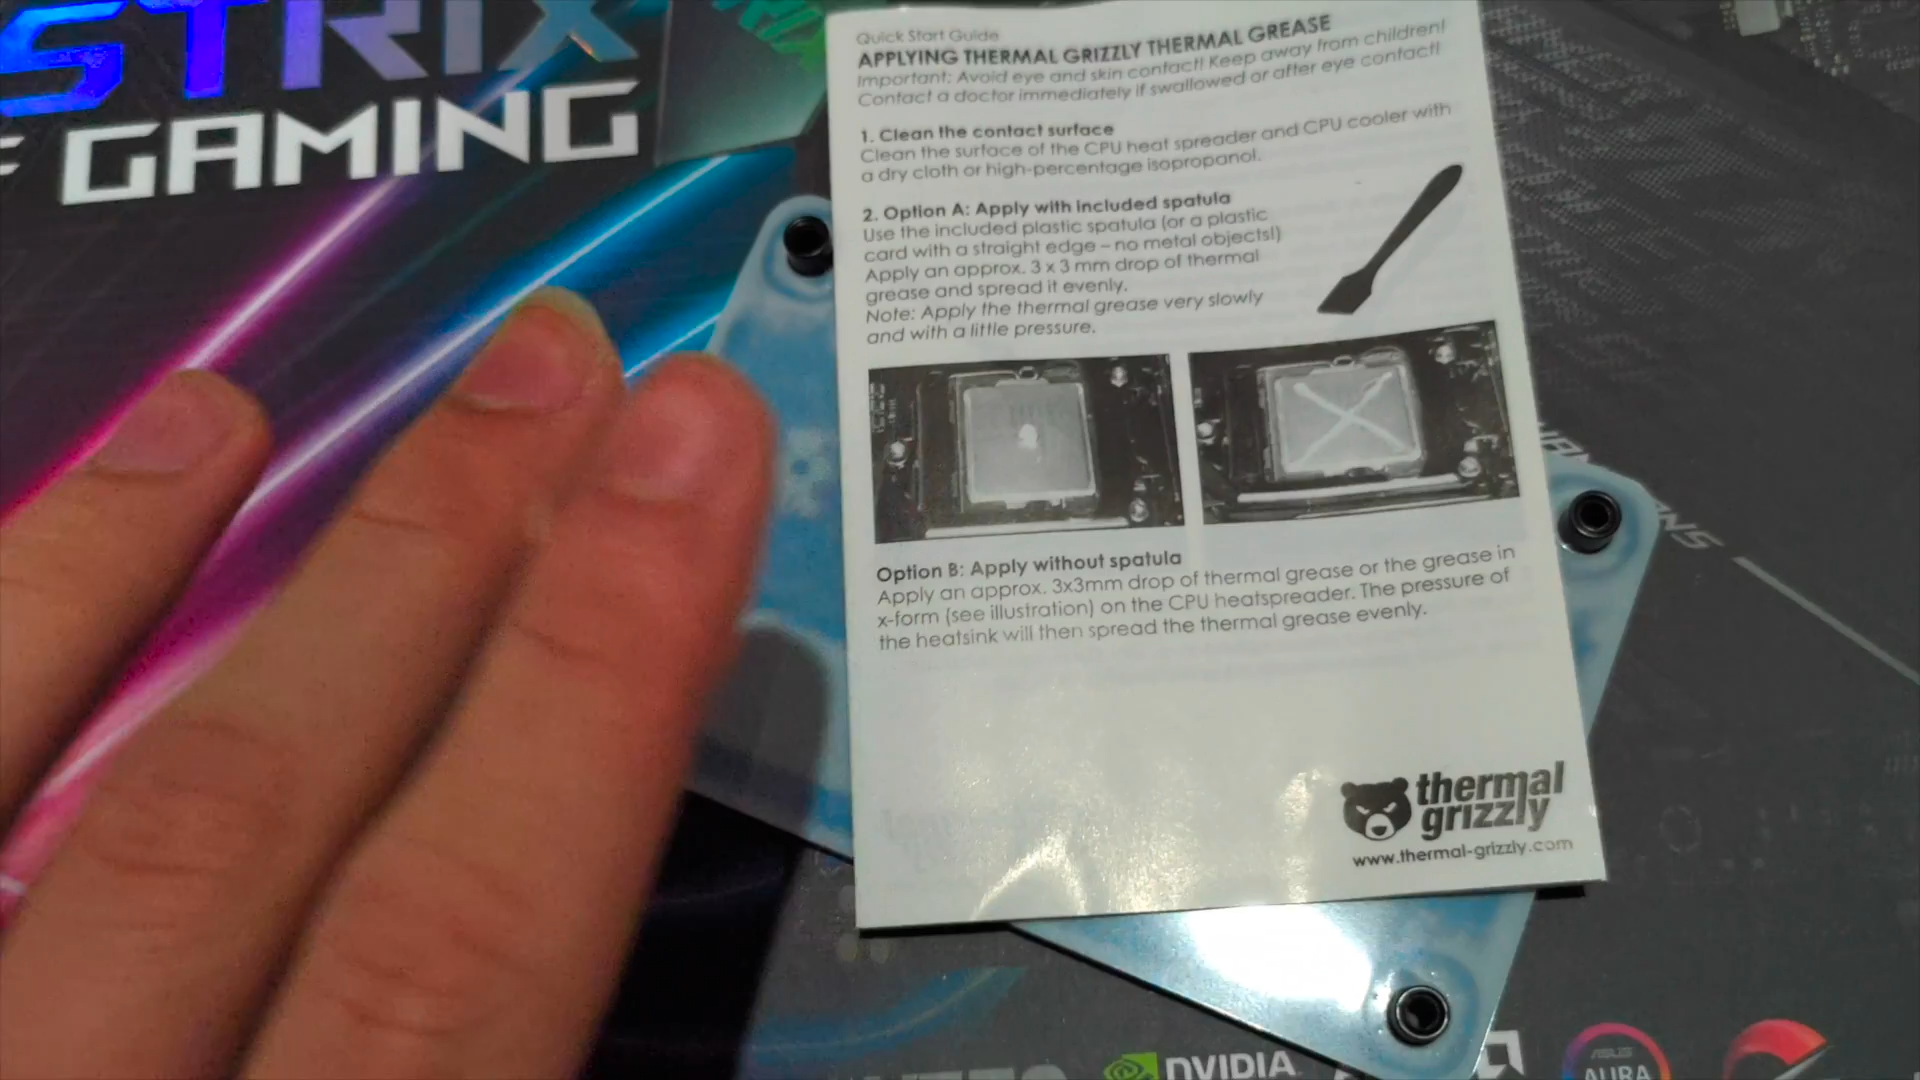 STRIX
GAMING
Quick Start Guide
APPLYING THERMAL GRIZZLY THERMAL GREASE
Important: Avoid eye and skin contact! Keep away from children!
Contact a doctor immediately if swallowed or after eye contact!
1. Clean the contact surface
Clean the surface of the CPU heat spreader and CPU cooler with
a dry cloth or high-percentage isopropanol.
2. Option A: Apply with included spatula
Use the included plastic spatula (or a plastic
card with a straight edge – no metal objects!)
Apply an approx. 3 x 3 mm drop of thermal
grease and spread it evenly.
Note: Apply the thermal grease very slowly
and with a little pressure.
Option B: Apply without spatula
Apply an approx. 3x3mm drop of thermal grease or the grease in
x-form (see illustration) on the CPU heatspreader. The pressure of
the heatsink will then spread the thermal grease evenly.
thermal
grizzly
www.thermal-grizzly.com
NVIDIA
ASUS
AURA